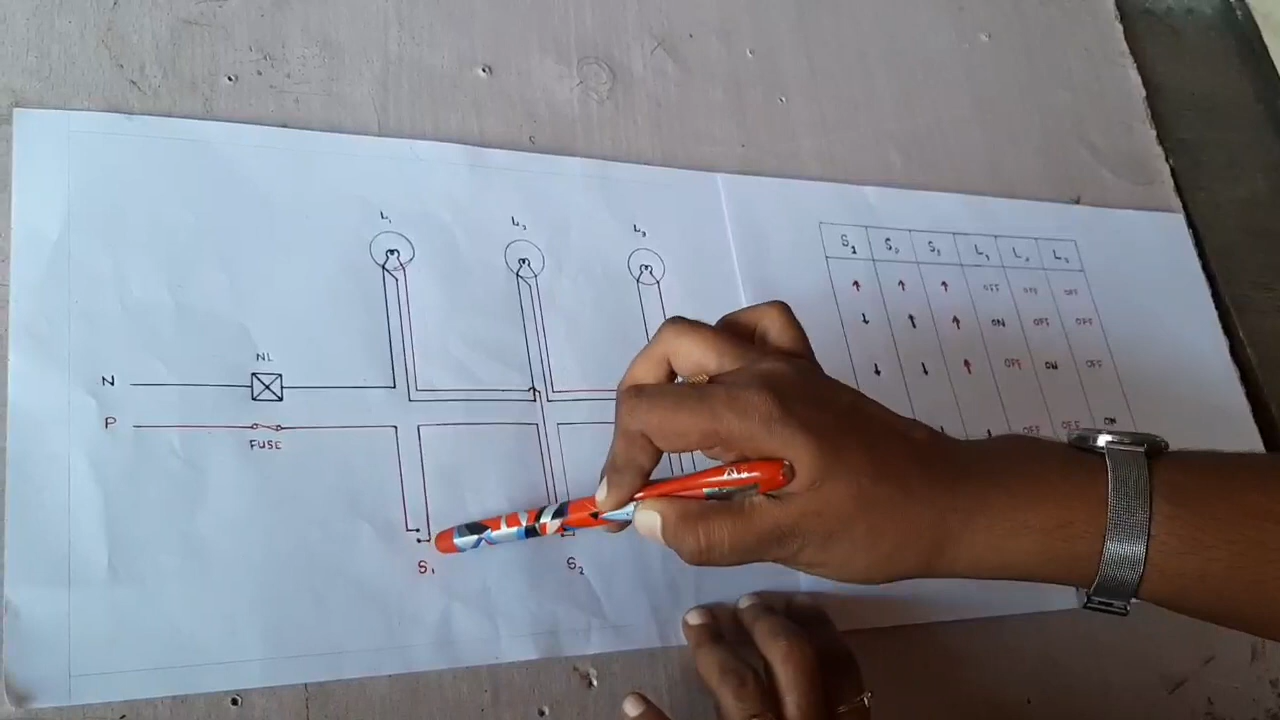 L₁ L₂ L₃
NL
N
P
FUSE
S₁ S₂
S₁ S₂ S₃ L₁ L₂ L₃
↑ ↑ ↑ OFF OFF OFF
↓ ↑ ↑ ON OFF OFF
↓ ↓ ↑ OFF ON OFF
↓ ↓ OFF OFF ON